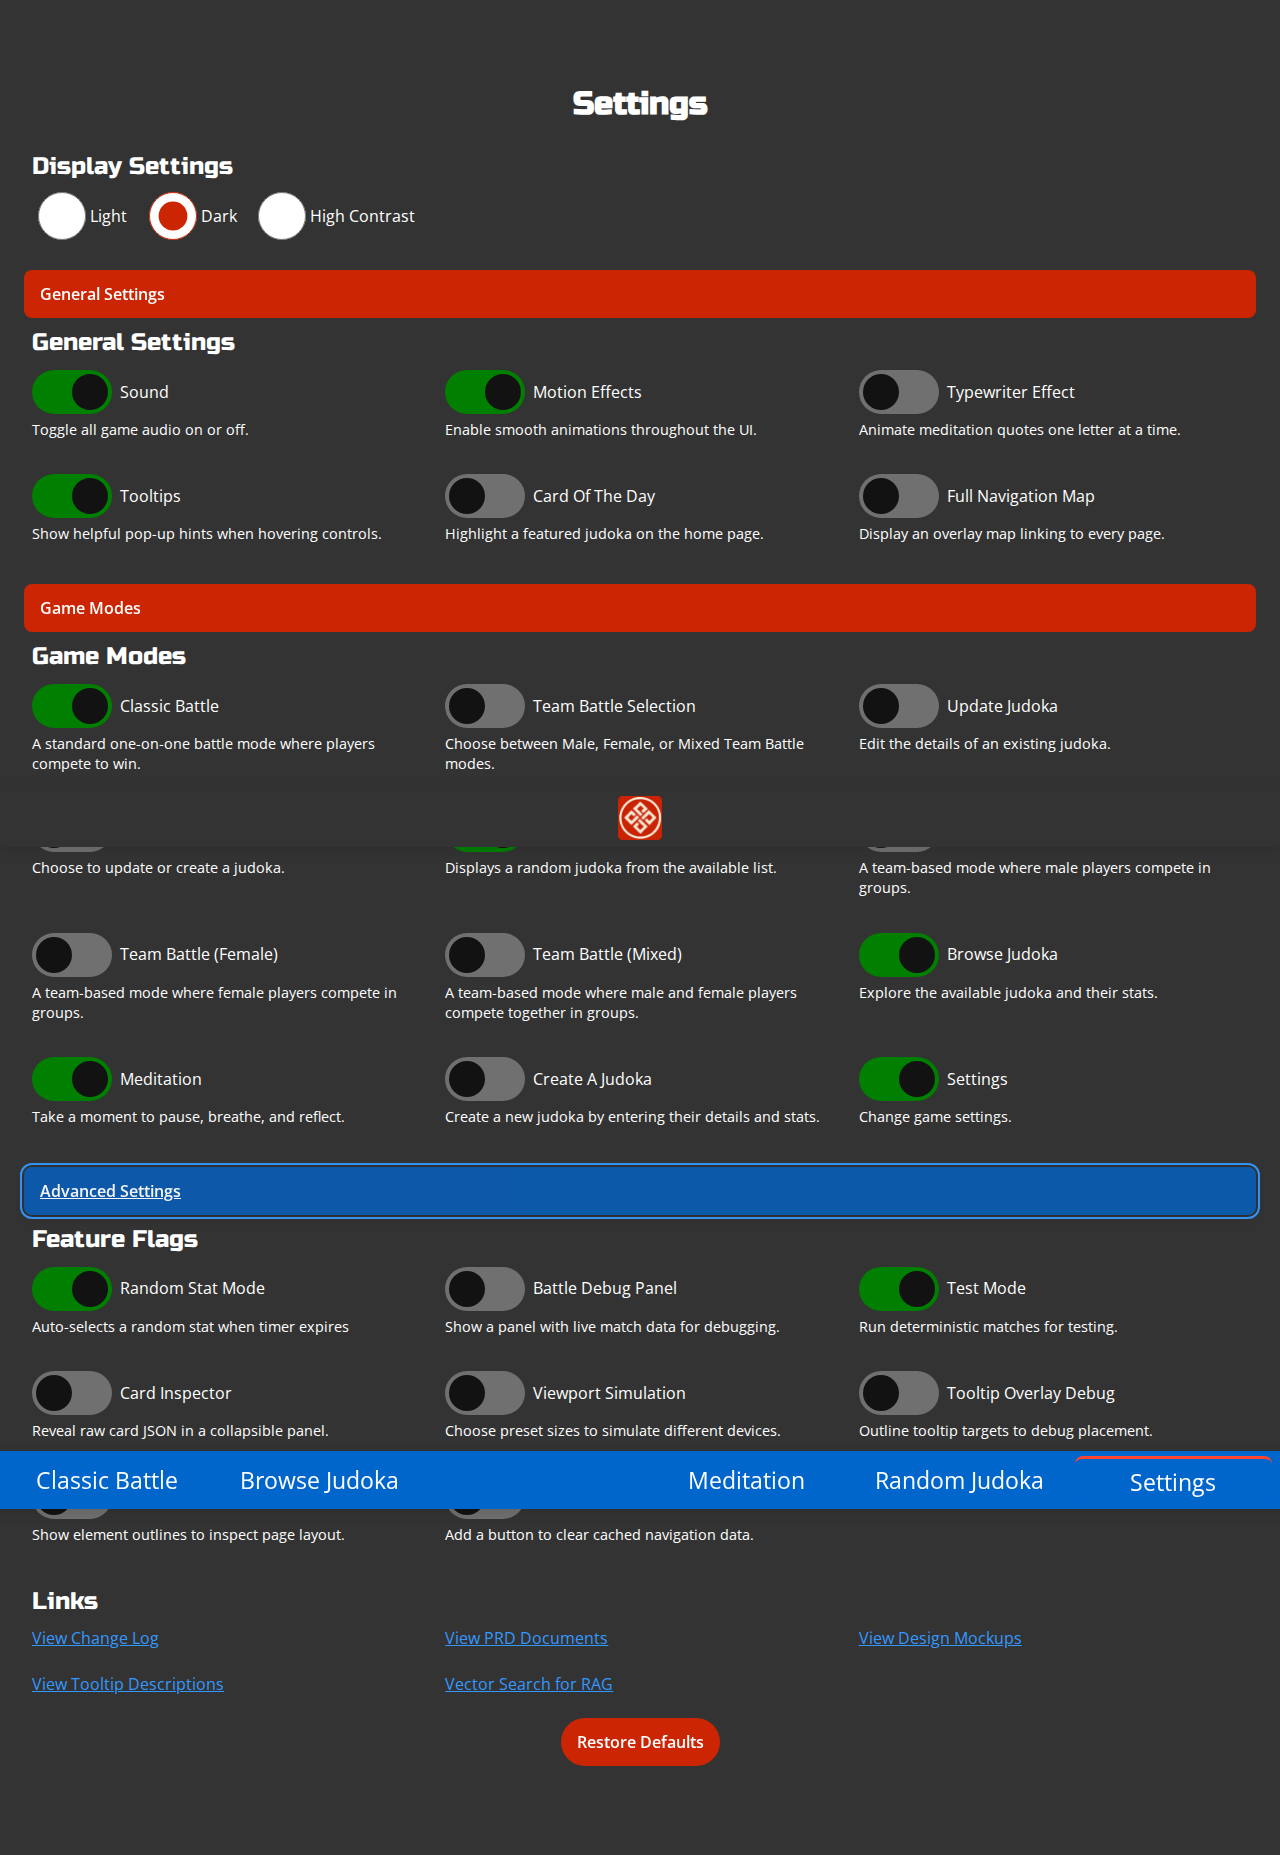 Settings
Display Settings
Light
Dark
High Contrast
General Settings
General Settings
Sound
Motion Effects
Typewriter Effect
Toggle all game audio on or off.
Enable smooth animations throughout the UI.
Animate meditation quotes one letter at a time.
Tooltips
Card Of The Day
Full Navigation Map
Show helpful pop-up hints when hovering controls.
Highlight a featured judoka on the home page.
Display an overlay map linking to every page.
Game Modes
Game Modes
Classic Battle
Team Battle Selection
Update Judoka
A standard one-on-one battle mode where players
compete to win.
Choose between Male, Female, or Mixed Team Battle
modes.
Edit the details of an existing judoka.
Choose to update or create a judoka.
Displays a random judoka from the available list.
A team-based mode where male players compete in
groups.
Team Battle (Female)
Team Battle (Mixed)
Browse Judoka
A team-based mode where female players compete in
groups.
A team-based mode where male and female players
compete together in groups.
Explore the available judoka and their stats.
Meditation
Create A Judoka
Settings
Take a moment to pause, breathe, and reflect.
Create a new judoka by entering their details and stats.
Change game settings.
Advanced Settings
Feature Flags
Random Stat Mode
Battle Debug Panel
Test Mode
Auto-selects a random stat when timer expires
Show a panel with live match data for debugging.
Run deterministic matches for testing.
Card Inspector
Viewport Simulation
Tooltip Overlay Debug
Reveal raw card JSON in a collapsible panel.
Choose preset sizes to simulate different devices.
Outline tooltip targets to debug placement.
Classic Battle
Browse Judoka
Meditation
Random Judoka
Settings
Show element outlines to inspect page layout.
Add a button to clear cached navigation data.
Links
View Change Log
View PRD Documents
View Design Mockups
View Tooltip Descriptions
Vector Search for RAG
Restore Defaults